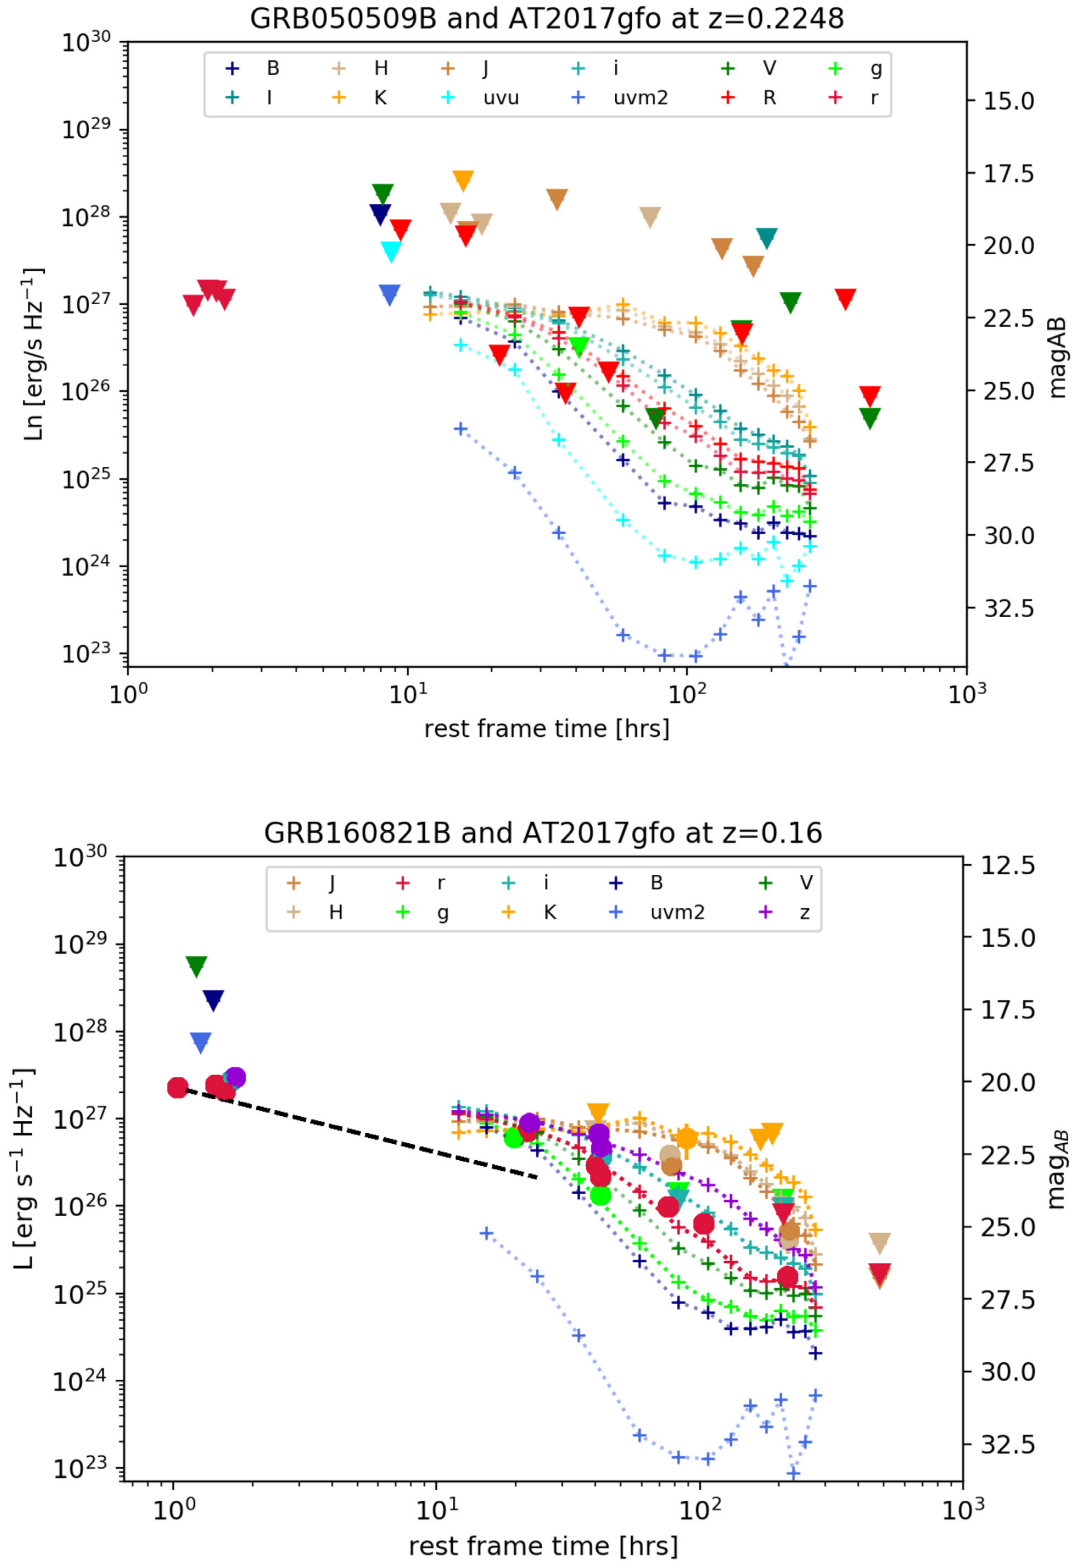 GRB050509B and AT2017gfo at z=0.2248
B H J i V g
I K uvu uvm2 R r
10^30
10^29
10^28
10^27
10^26
10^25
10^24
10^23
Ln [erg/s Hz^−1]
15.0
17.5
20.0
22.5
25.0
27.5
30.0
32.5
magAB
10^0 10^1 10^2 10^3
rest frame time [hrs]
GRB160821B and AT2017gfo at z=0.16
J r i B V
H g K uvm2 z
10^30
10^29
10^28
10^27
10^26
10^25
10^24
10^23
L [erg s^−1 Hz^−1]
12.5
15.0
17.5
20.0
22.5
25.0
27.5
30.0
32.5
mag_AB
10^0 10^1 10^2 10^3
rest frame time [hrs]